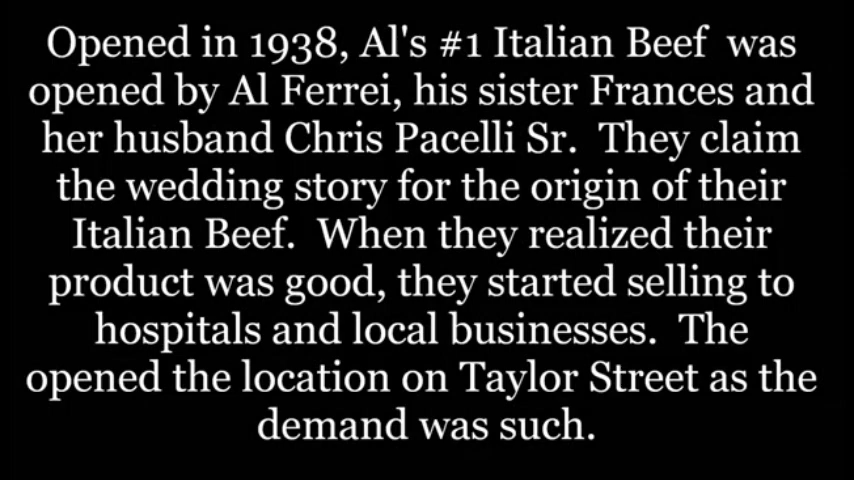 Opened in 1938, Al's #1 Italian Beef  was
opened by Al Ferrei, his sister Frances and
her husband Chris Pacelli Sr.  They claim
the wedding story for the origin of their
Italian Beef.  When they realized their
product was good, they started selling to
hospitals and local businesses.  The
opened the location on Taylor Street as the
demand was such.